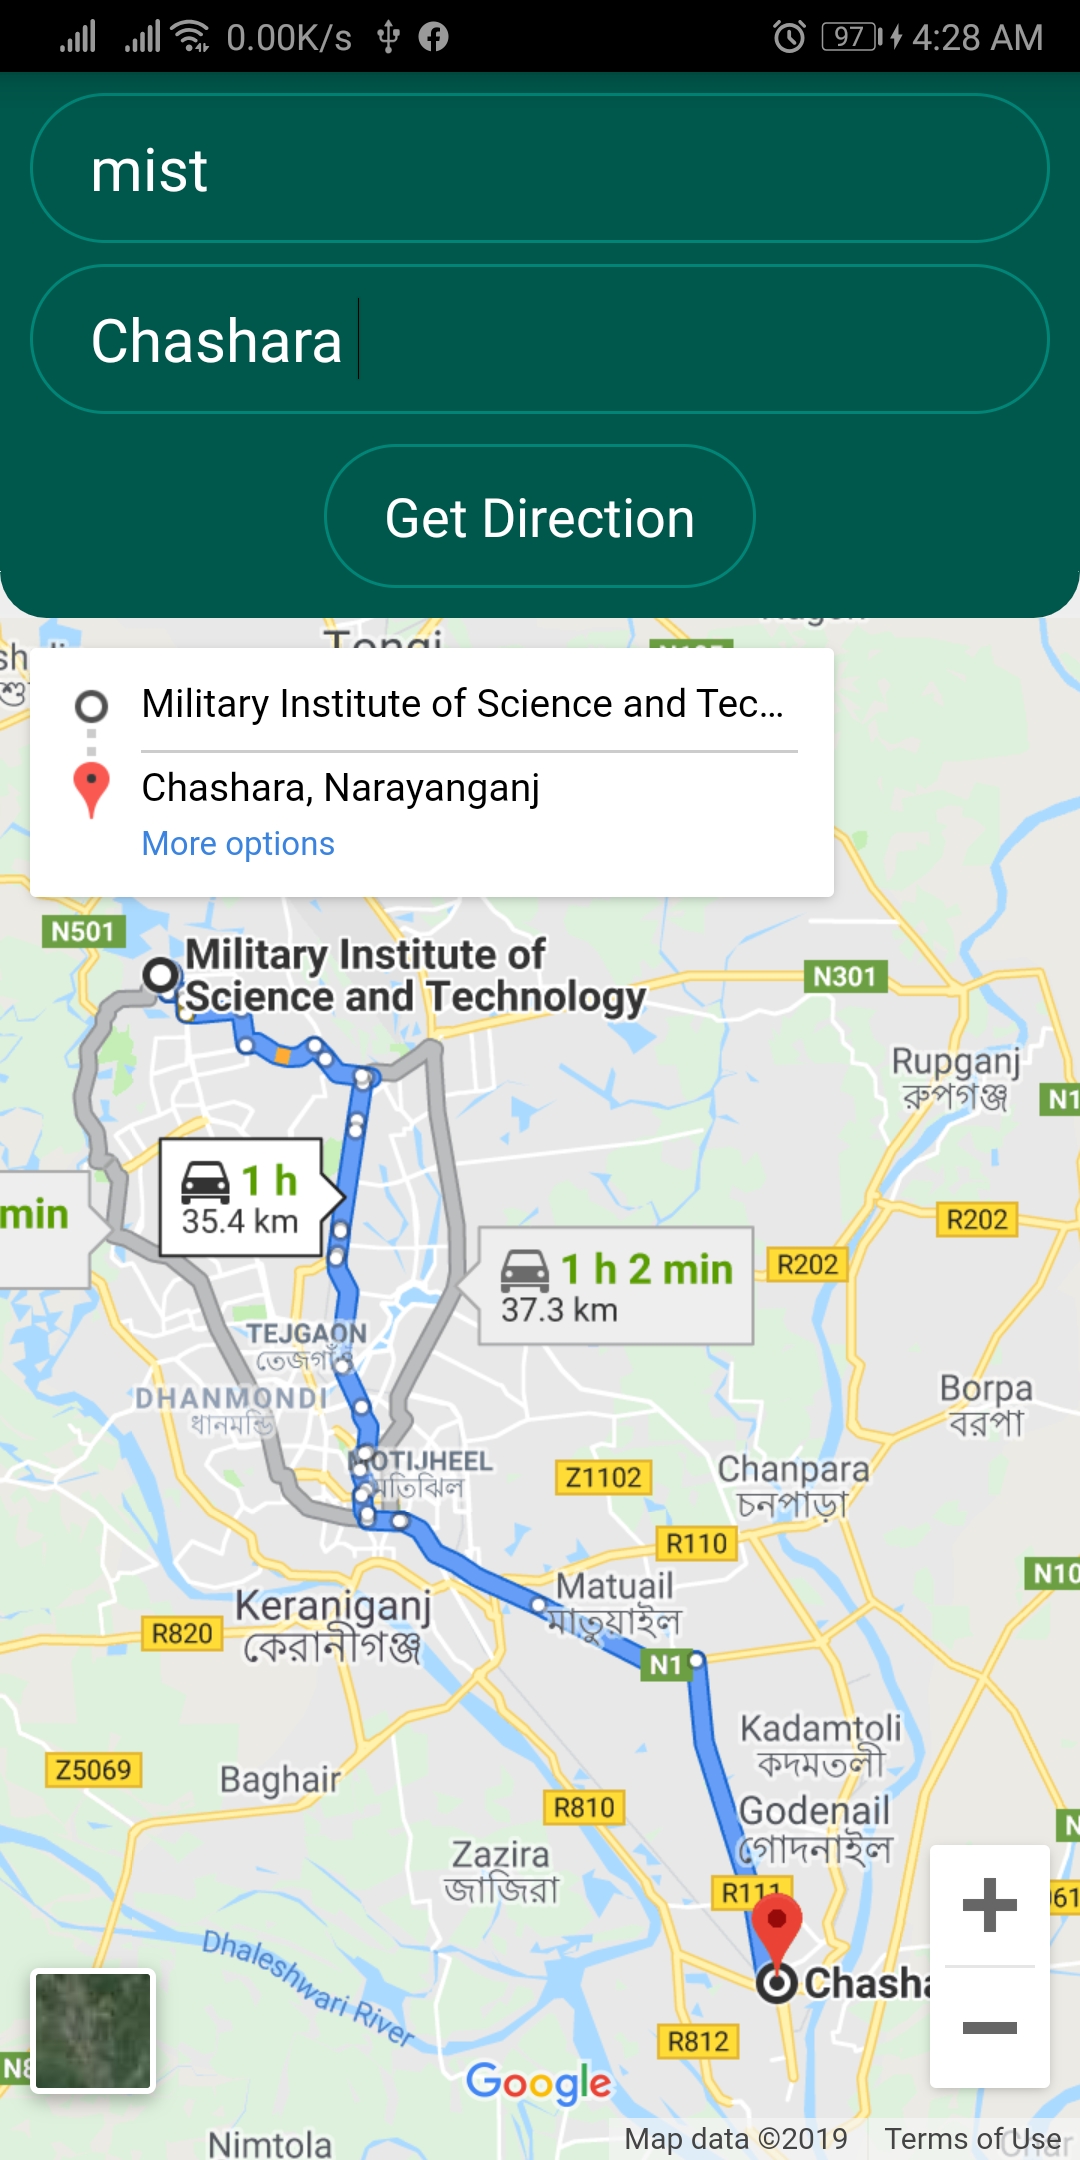 0.00K/s 97 4:28 AM
mist
Chashara
Get Direction
Tongi
Military Institute of Science and Tec...
Chashara, Narayanganj
More options
N501
Military Institute of
Science and Technology
N301
Rupganj
রূপগঞ্জ
N1
1 h
35.4 km
min
R202
R202
1 h 2 min
37.3 km
TEJGAON
তেজগাঁও
DHANMONDI
ধানমন্ডি
Borpa
বরপা
MOTIJHEEL
মতিঝিল
Z1102
Chanpara
চনপাড়া
R110
N10
Matuail
মাতুয়াইল
Keraniganj
কেরানীগঞ্জ
R820
N1
Kadamtoli
কদমতলী
Z5069
Baghair
R810
Godenail
গোদনাইল
Zazira
জাজিরা
R111
Dhaleshwari River
Chasha
R812
N8
Google
Nimtola
Map data ©2019 Terms of Use